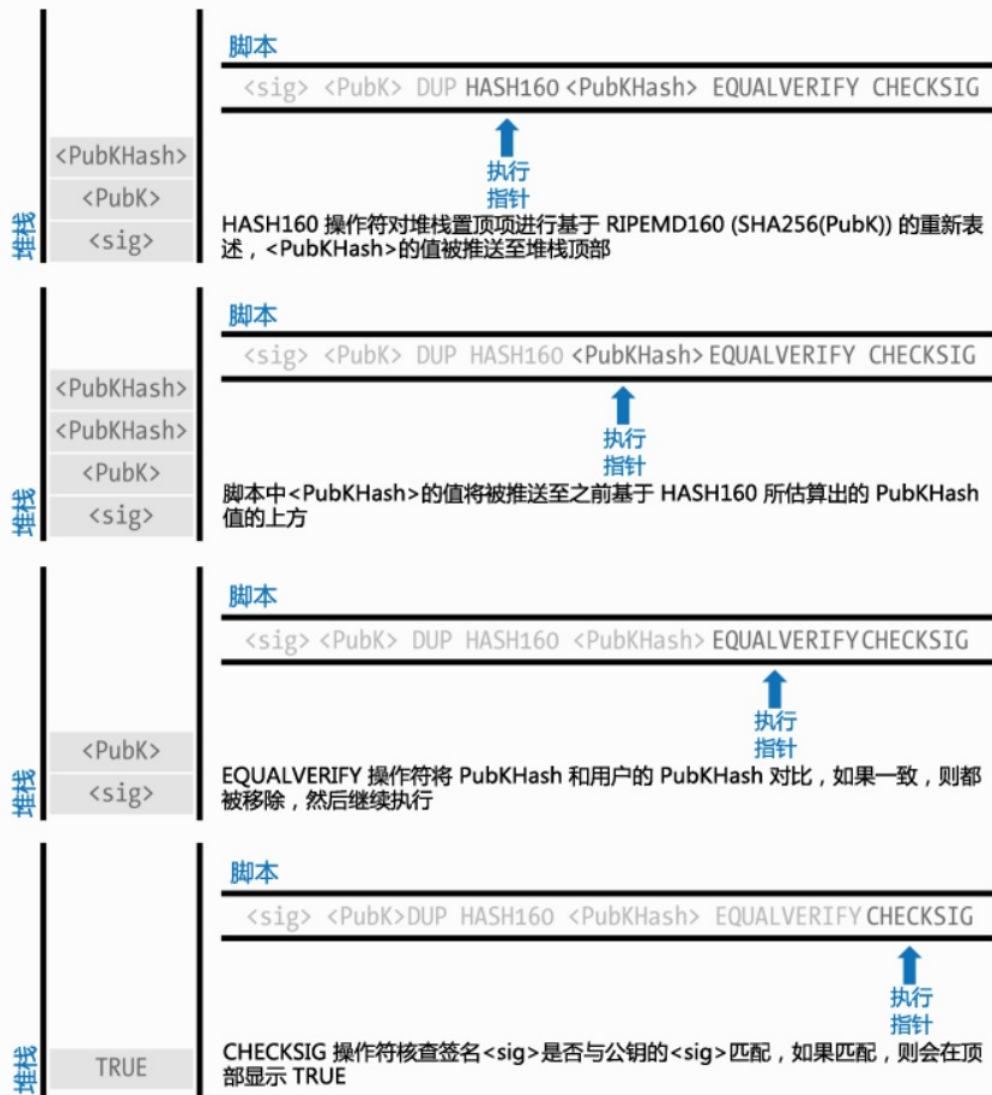 脚本
<sig> <PubK> DUP HASH160 <PubKHash> EQUALVERIFY CHECKSIG
执行
指针
<PubKHash>
<PubK>
<sig>
堆栈
HASH160 操作符对堆栈置顶项进行基于 RIPEMD160 (SHA256(PubK)) 的重新表
述，<PubKHash>的值被推送至堆栈顶部
脚本
<sig> <PubK> DUP HASH160 <PubKHash> EQUALVERIFY CHECKSIG
执行
指针
<PubKHash>
<PubKHash>
<PubK>
<sig>
堆栈
脚本中<PubKHash>的值将被推送至之前基于 HASH160 所估算出的 PubKHash
值的上方
脚本
<sig> <PubK> DUP HASH160 <PubKHash> EQUALVERIFY CHECKSIG
执行
指针
<PubK>
<sig>
堆栈
EQUALVERIFY 操作符将 PubKHash 和用户的 PubKHash 对比，如果一致，则都
被移除，然后继续执行
脚本
<sig> <PubK> DUP HASH160 <PubKHash> EQUALVERIFY CHECKSIG
执行
指针
TRUE
堆栈
CHECKSIG 操作符核查签名<sig>是否与公钥的<sig>匹配，如果匹配，则会在顶
部显示 TRUE